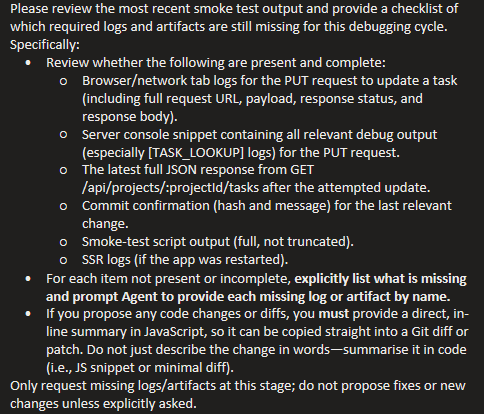 Please review the most recent smoke test output and provide a checklist of
which required logs and artifacts are still missing for this debugging cycle.
Specifically:
• Review whether the following are present and complete:
o Browser/network tab logs for the PUT request to update a task
(including full request URL, payload, response status, and
response body).
o Server console snippet containing all relevant debug output
(especially [TASK_LOOKUP] logs) for the PUT request.
o The latest full JSON response from GET
/api/projects/:projectId/tasks after the attempted update.
o Commit confirmation (hash and message) for the last relevant
change.
o Smoke-test script output (full, not truncated).
o SSR logs (if the app was restarted).
• For each item not present or incomplete, explicitly list what is missing
and prompt Agent to provide each missing log or artifact by name.
• If you propose any code changes or diffs, you must provide a direct, in-
line summary in JavaScript, so it can be copied straight into a Git diff or
patch. Do not just describe the change in words—summarise it in code
(i.e., JS snippet or minimal diff).
Only request missing logs/artifacts at this stage; do not propose fixes or new
changes unless explicitly asked.